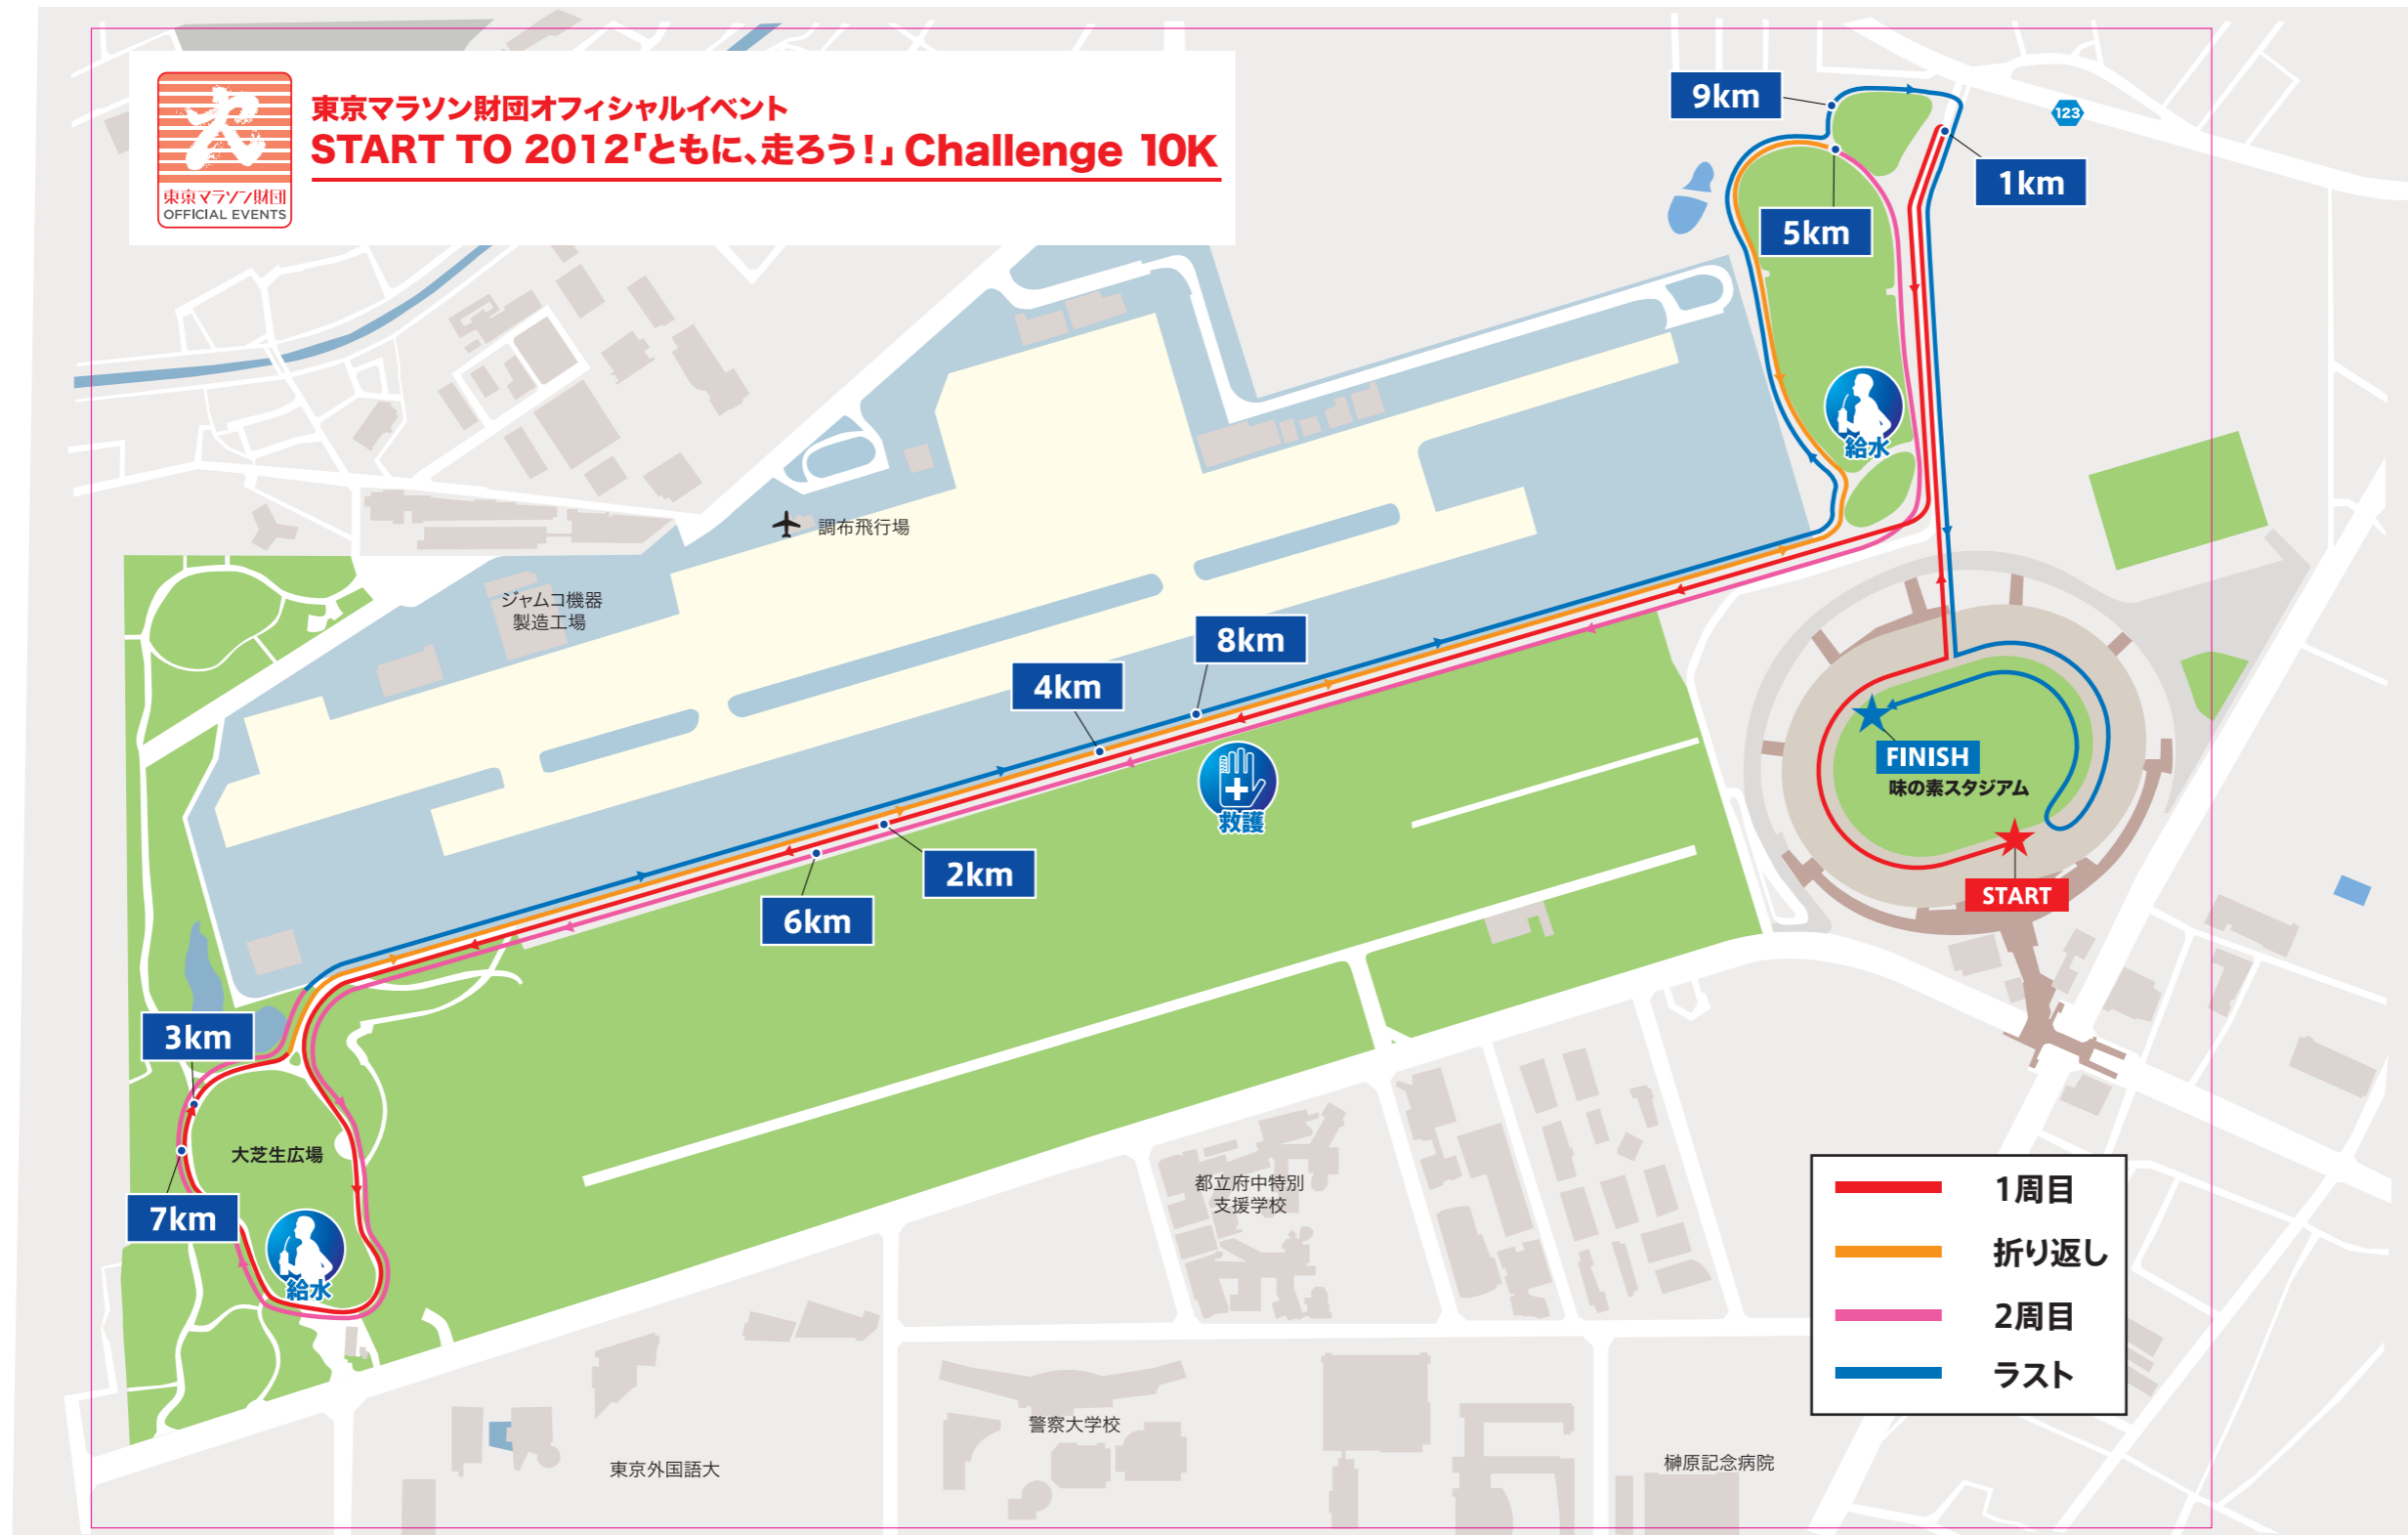 東京マラソン財団
OFFICIAL EVENTS
東京マラソン財団オフィシャルイベント
START TO 2012「ともに、走ろう!」Challenge 10K
9km
123
1km
5km
給水
調布飛行場
ジャムコ機器
製造工場
8km
4km
救護
2km
6km
FINISH
味の素スタジアム
START
3km
大芝生広場
7km
給水
都立府中特別
支援学校
警察大学校
東京外国語大
榊原記念病院
1周目
折り返し
2周目
ラスト